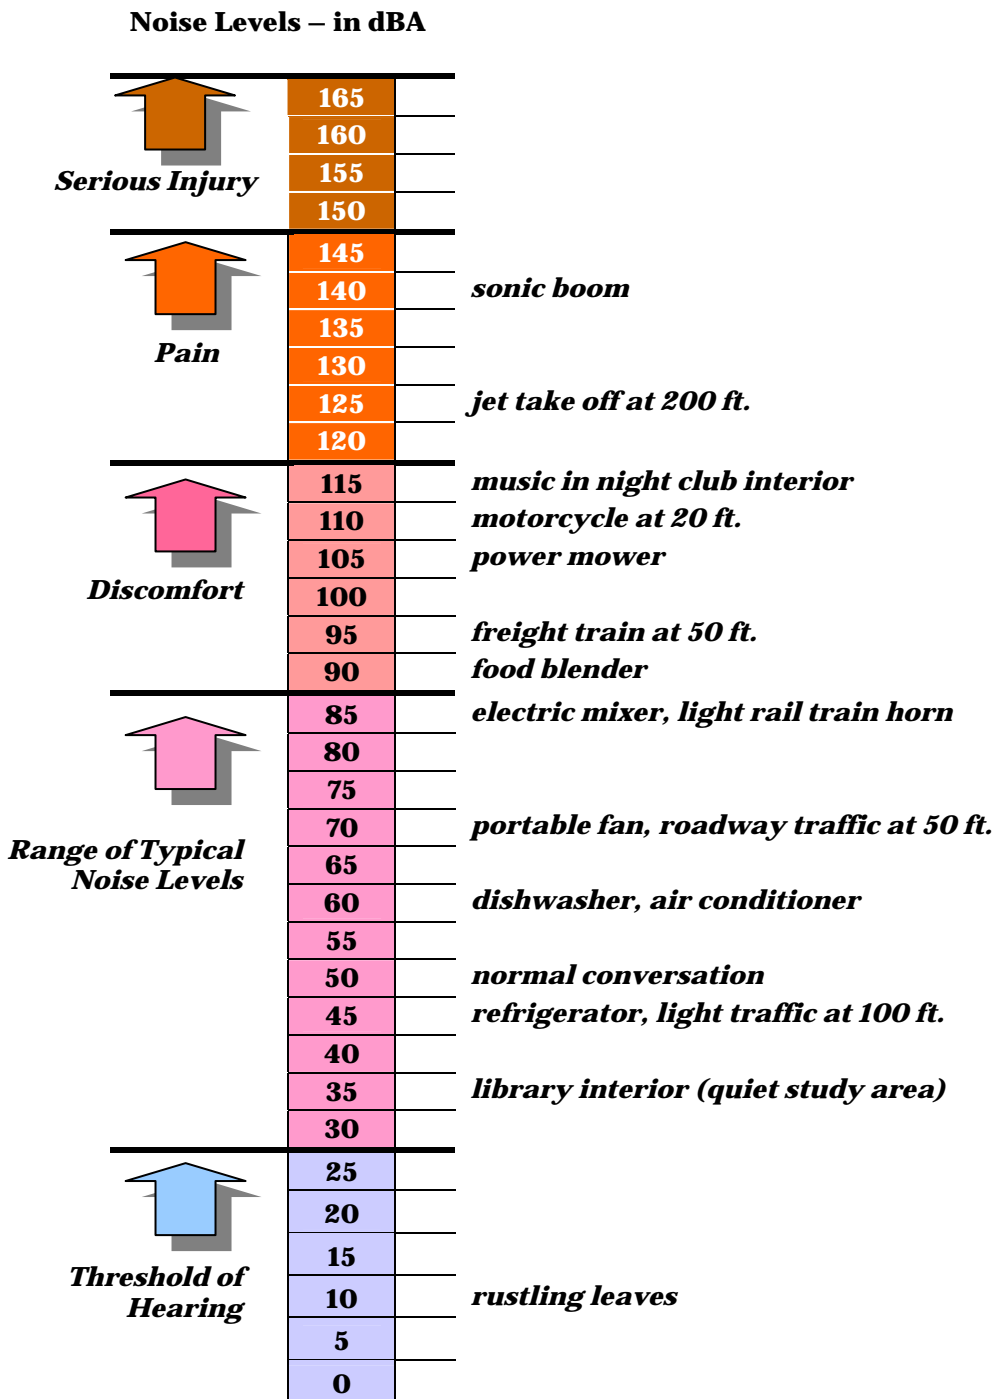 Noise Levels – in dBA
165
160
155
Serious Injury
150
145
140 sonic boom
135
Pain
130
125 jet take off at 200 ft.
120
115 music in night club interior
110 motorcycle at 20 ft.
105 power mower
Discomfort
100
95 freight train at 50 ft.
90 food blender
85 electric mixer, light rail train horn
80
75
70 portable fan, roadway traffic at 50 ft.
Range of Typical
65
Noise Levels
60 dishwasher, air conditioner
55
50 normal conversation
45 refrigerator, light traffic at 100 ft.
40
35 library interior (quiet study area)
30
25
20
15
Threshold of
10 rustling leaves
Hearing
5
0